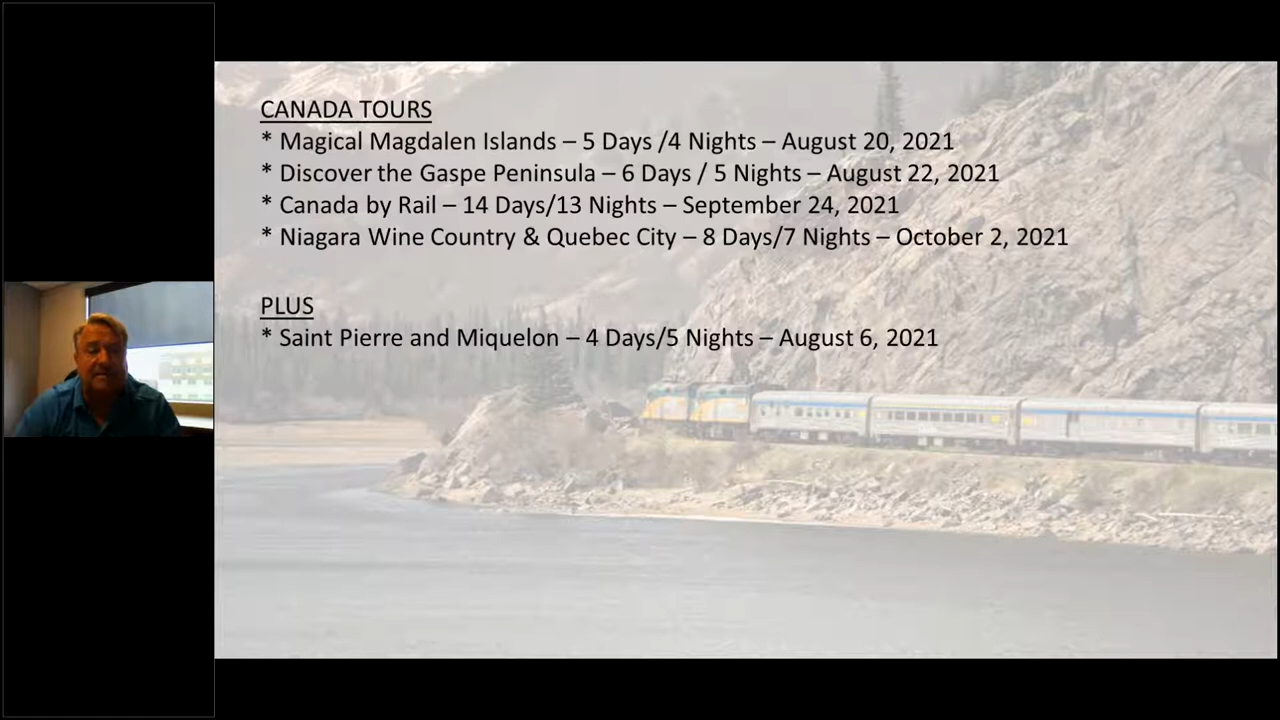 CANADA TOURS
* Magical Magdalen Islands – 5 Days /4 Nights – August 20, 2021
* Discover the Gaspe Peninsula – 6 Days / 5 Nights – August 22, 2021
* Canada by Rail – 14 Days/13 Nights – September 24, 2021
* Niagara Wine Country & Quebec City – 8 Days/7 Nights – October 2, 2021
PLUS
* Saint Pierre and Miquelon – 4 Days/5 Nights – August 6, 2021